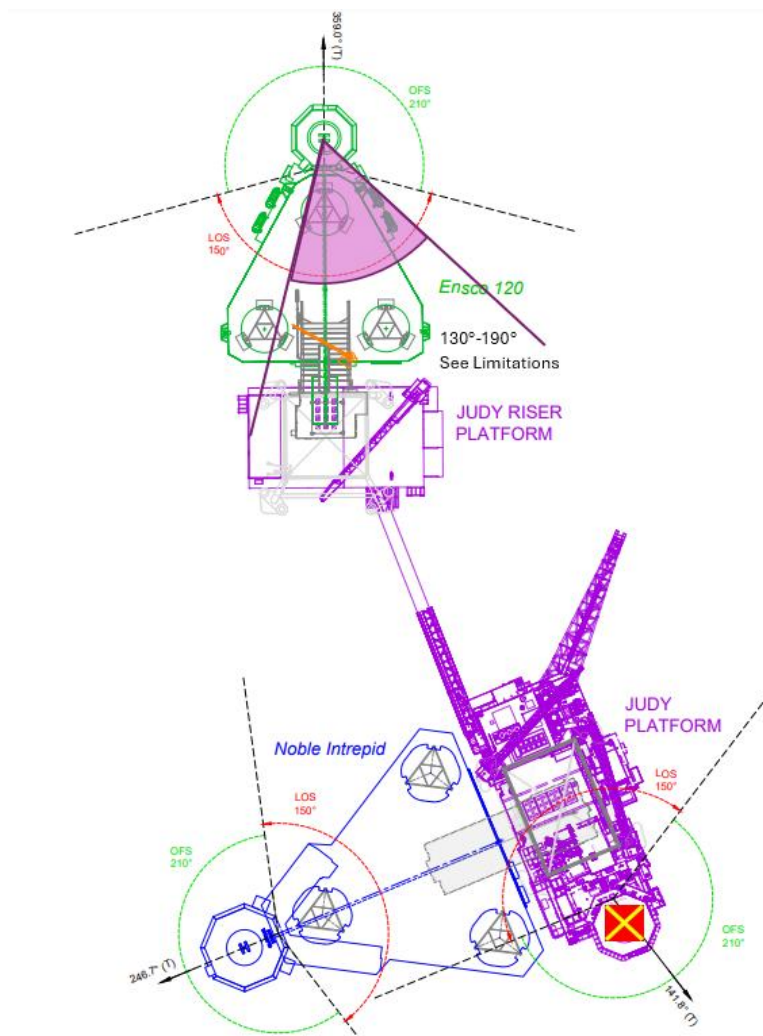 359.0° (T)
OFS
210°
LOS
150°
Ensco 120
130°-190°
See Limitations
JUDY RISER
PLATFORM
JUDY
PLATFORM
Noble Intrepid
LOS
150°
LOS
150°
OFS
210°
OFS
210°
246.7° (T)
141.8° (T)
H
H